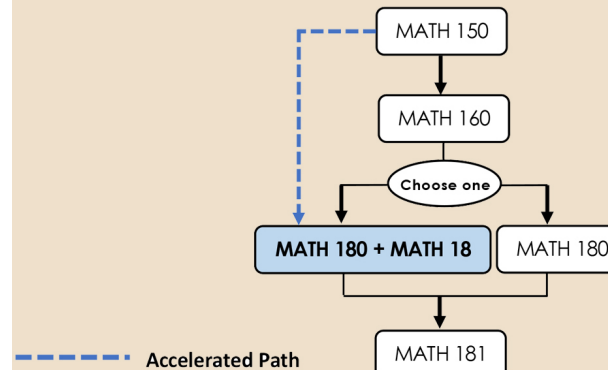 MATH 150
MATH 160
Choose one
MATH 180 + MATH 18
MATH 180
MATH 181
Accelerated Path